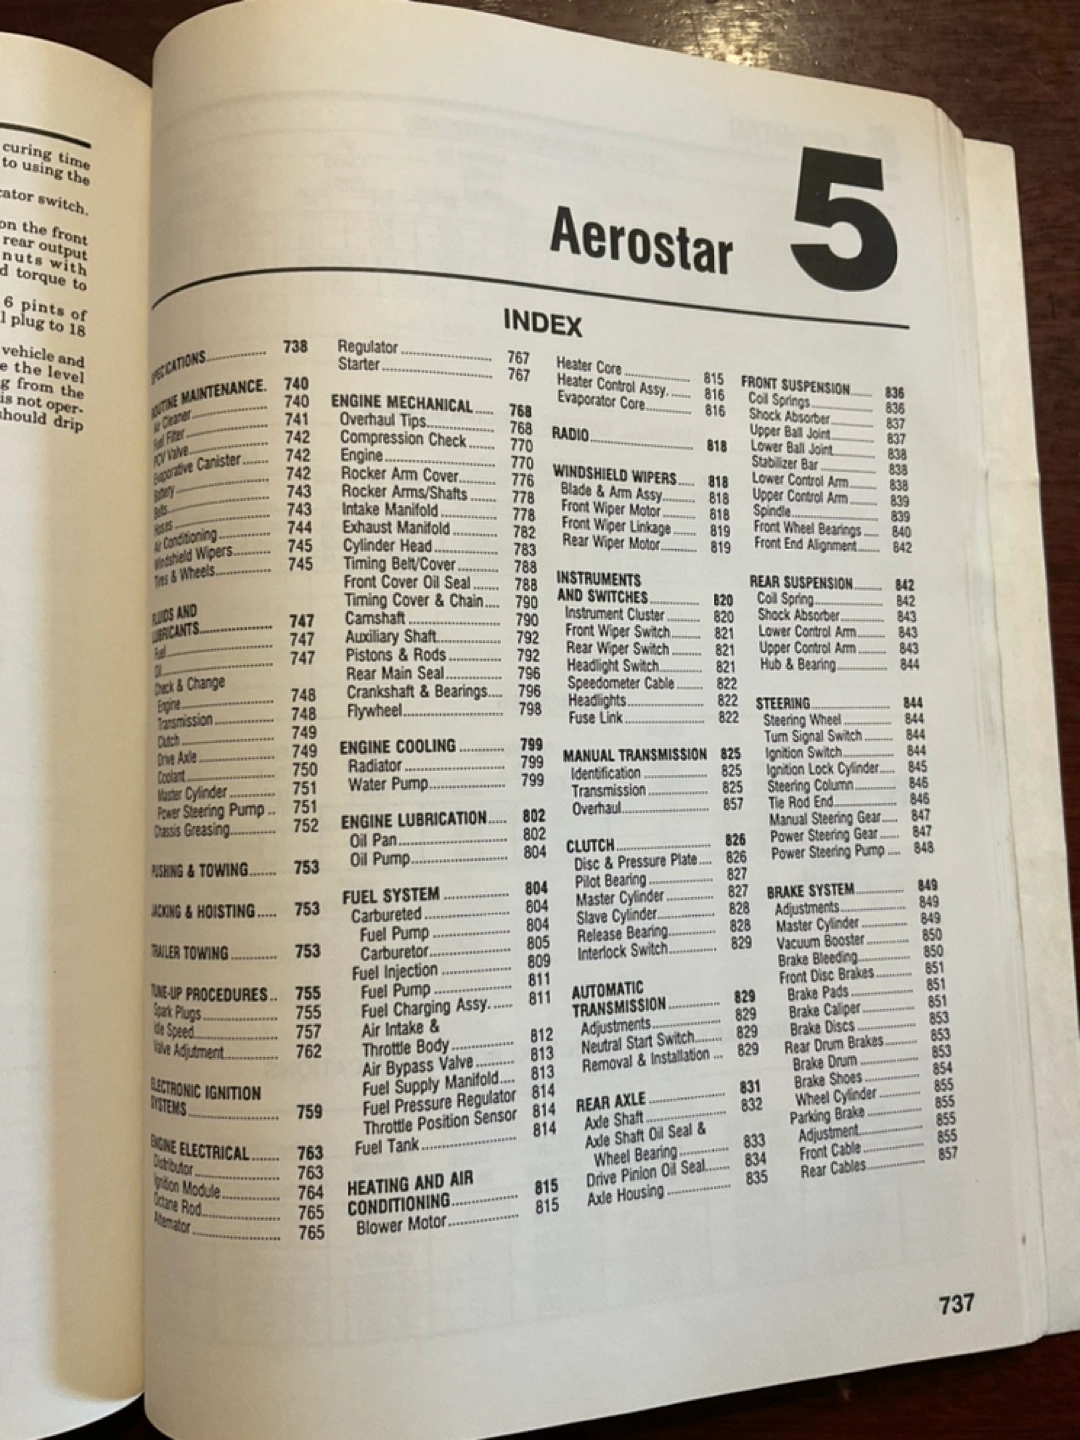 curing time
to using the
cator switch.
on the front
rear output
nuts with
d torque to
6 pints of
l plug to 18
vehicle and
e the level
g from the
is not oper-
should drip
Aerostar 5
INDEX
SPECIFICATIONS 738
ROUTINE MAINTENANCE. 740
Air Cleaner 740
Fuel Filter 741
PCV Valve 742
Evaporative Canister 742
Battery 742
Belts 743
Hoses 743
Air Conditioning 744
Windshield Wipers 745
Tires & Wheels 745
FLUIDS AND
LUBRICANTS 747
Fuel 747
Oil 747
Check & Change
Engine 748
Transmission 748
Clutch 749
Drive Axle 749
Coolant 750
Master Cylinder 751
Power Steering Pump 751
Chassis Greasing 752
PUSHING & TOWING 753
JACKING & HOISTING 753
TRAILER TOWING 753
TUNE-UP PROCEDURES 755
Spark Plugs 755
Idle Speed 757
Valve Adjutment 762
ELECTRONIC IGNITION
SYSTEMS 759
ENGINE ELECTRICAL 763
Distributor 763
Ignition Module 764
Octane Rod 765
Alternator 765
Regulator 767
Starter 767
ENGINE MECHANICAL 768
Overhaul Tips 768
Compression Check 770
Engine 770
Rocker Arm Cover 776
Rocker Arms/Shafts 778
Intake Manifold 778
Exhaust Manifold 782
Cylinder Head 783
Timing Belt/Cover 788
Front Cover Oil Seal 788
Timing Cover & Chain 790
Camshaft 790
Auxiliary Shaft 792
Pistons & Rods 792
Rear Main Seal 796
Crankshaft & Bearings 796
Flywheel 798
ENGINE COOLING 799
Radiator 799
Water Pump 799
ENGINE LUBRICATION 802
Oil Pan 802
Oil Pump 804
FUEL SYSTEM 804
Carbureted 804
Fuel Pump 804
Carburetor 805
Fuel Injection 809
Fuel Pump 811
Fuel Charging Assy. 811
Air Intake &
Throttle Body 812
Air Bypass Valve 813
Fuel Supply Manifold 813
Fuel Pressure Regulator 814
Throttle Position Sensor 814
Fuel Tank 814
HEATING AND AIR
CONDITIONING 815
Blower Motor 815
Heater Core 815
Heater Control Assy. 816
Evaporator Core 816
RADIO 818
WINDSHIELD WIPERS 818
Blade & Arm Assy 818
Front Wiper Motor 818
Front Wiper Linkage 819
Rear Wiper Motor 819
INSTRUMENTS
AND SWITCHES 820
Instrument Cluster 820
Front Wiper Switch 821
Rear Wiper Switch 821
Headlight Switch 821
Speedometer Cable 822
Headlights 822
Fuse Link 822
MANUAL TRANSMISSION 825
Identification 825
Transmission 825
Overhaul 857
CLUTCH 826
Disc & Pressure Plate 826
Pilot Bearing 827
Master Cylinder 827
Slave Cylinder 828
Release Bearing 828
Interlock Switch 829
AUTOMATIC
TRANSMISSION 829
Adjustments 829
Neutral Start Switch 829
Removal & Installation 829
REAR AXLE 831
Axle Shaft 832
Axle Shaft Oil Seal &
Wheel Bearing 833
Drive Pinion Oil Seal 834
Axle Housing 835
FRONT SUSPENSION 836
Coil Springs 836
Shock Absorber 837
Upper Ball Joint 837
Lower Ball Joint 838
Stabilizer Bar 838
Lower Control Arm 838
Upper Control Arm 839
Spindle 839
Front Wheel Bearings 840
Front End Alignment 842
REAR SUSPENSION 842
Coil Spring 842
Shock Absorber 843
Lower Control Arm 843
Upper Control Arm 843
Hub & Bearing 844
STEERING 844
Steering Wheel 844
Turn Signal Switch 844
Ignition Switch 844
Ignition Lock Cylinder 845
Steering Column 846
Tie Rod End 846
Manual Steering Gear 847
Power Steering Gear 847
Power Steering Pump 848
BRAKE SYSTEM 849
Adjustments 849
Master Cylinder 849
Vacuum Booster 850
Brake Bleeding 850
Front Disc Brakes 851
Brake Pads 851
Brake Caliper 851
Brake Discs 853
Rear Drum Brakes 853
Brake Drum 853
Brake Shoes 854
Wheel Cylinder 855
Parking Brake 855
Adjustment 855
Front Cable 855
Rear Cables 857
737